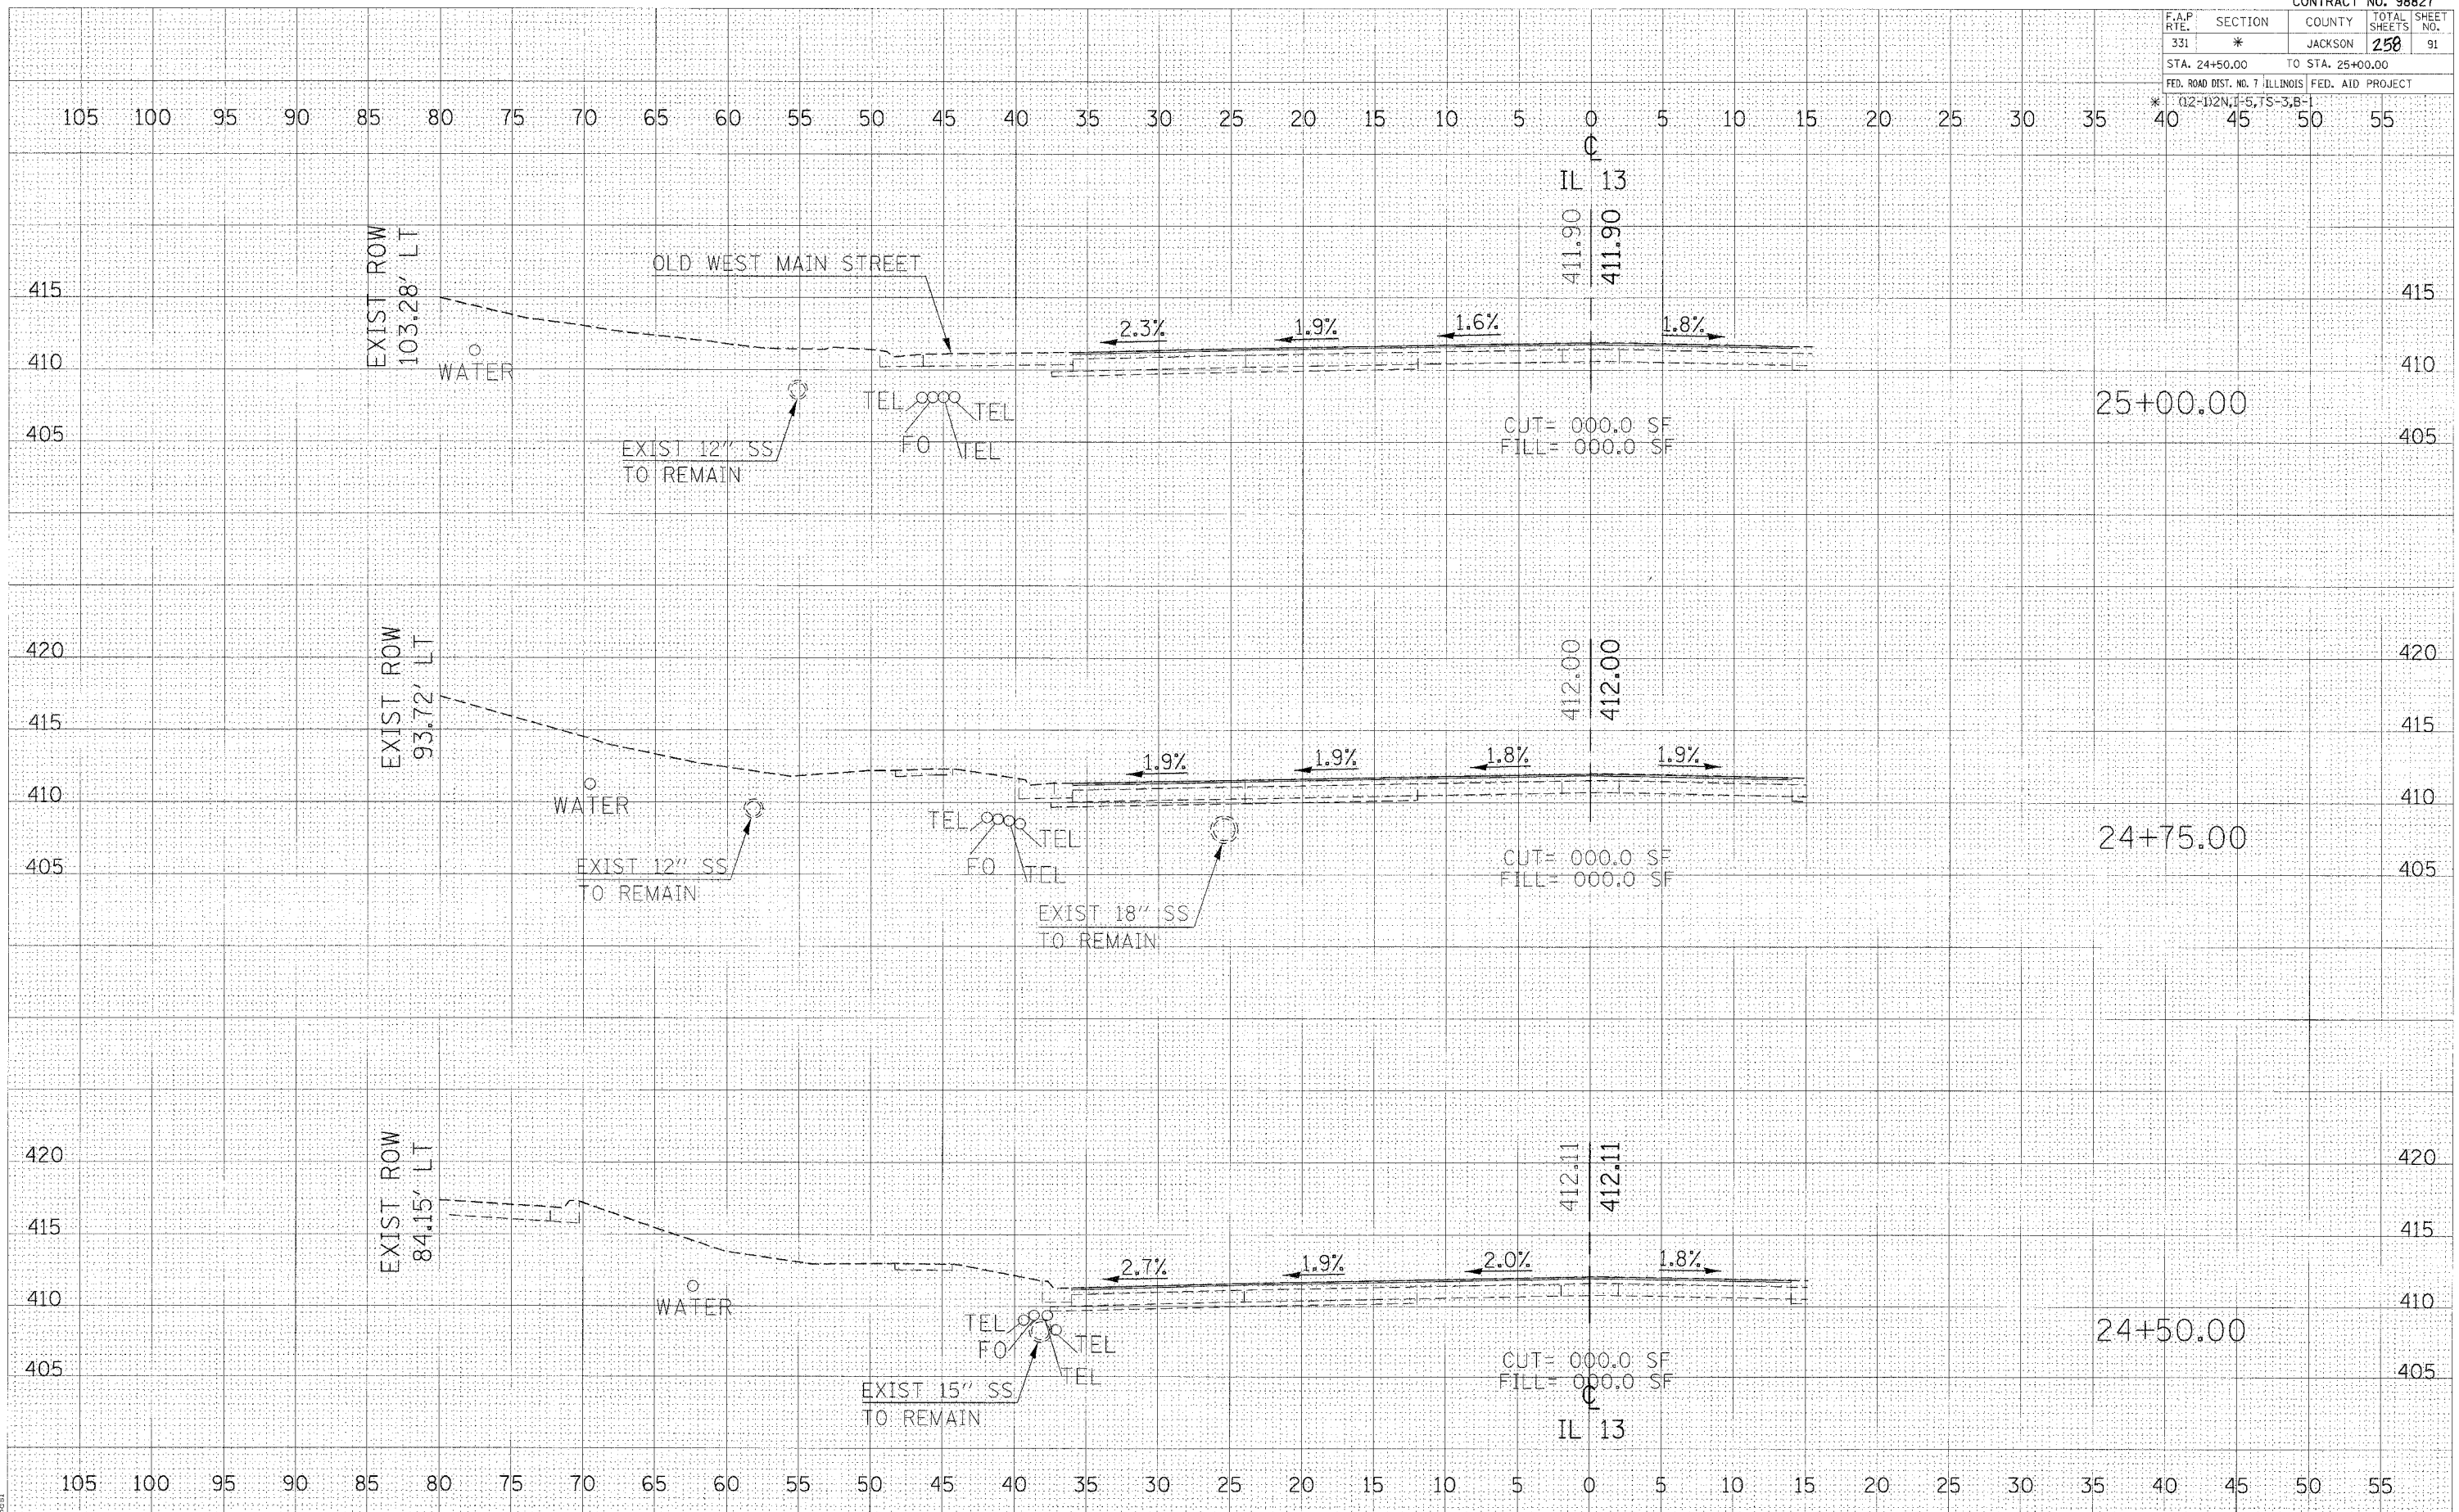 CONTRACT NO. 98827
F.A.P. RTE. SECTION COUNTY TOTAL SHEETS SHEET NO.
331 * JACKSON 258 91
STA. 24+50.00 TO STA. 25+00.00
FED. ROAD DIST. NO. 7 ILLINOIS FED. AID PROJECT
* (12-1)2N,I-5,TS-3,B-1
105 100 95 90 85 80 75 70 65 60 55 50 45 40 35 30 25 20 15 10 5 0 5 10 15 20 25 30 35 40 45 50 55
℄
IL 13
411.90 411.90
EXIST ROW
103.28' LT
OLD WEST MAIN STREET
415 415
2.3% 1.9% 1.6% 1.8%
410 410
WATER
25+00.00
TEL TEL
FO TEL
CUT= 000.0 SF
FILL= 000.0 SF
405 405
EXIST 12" SS
TO REMAIN
420 420
EXIST ROW
93.72' LT
412.00 412.00
415 415
1.9% 1.9% 1.8% 1.9%
410 410
WATER
TEL TEL
24+75.00
FO TEL
CUT= 000.0 SF
FILL= 000.0 SF
405 405
EXIST 12" SS
TO REMAIN
EXIST 18" SS
TO REMAIN
420 420
EXIST ROW
84.15' LT
412.11 412.11
415 415
2.7% 1.9% 2.0% 1.8%
410 410
WATER
TEL TEL
24+50.00
FO TEL
CUT= 000.0 SF
FILL= 000.0 SF
405 405
EXIST 15" SS
TO REMAIN
℄
IL 13
105 100 95 90 85 80 75 70 65 60 55 50 45 40 35 30 25 20 15 10 5 0 5 10 15 20 25 30 35 40 45 50 55